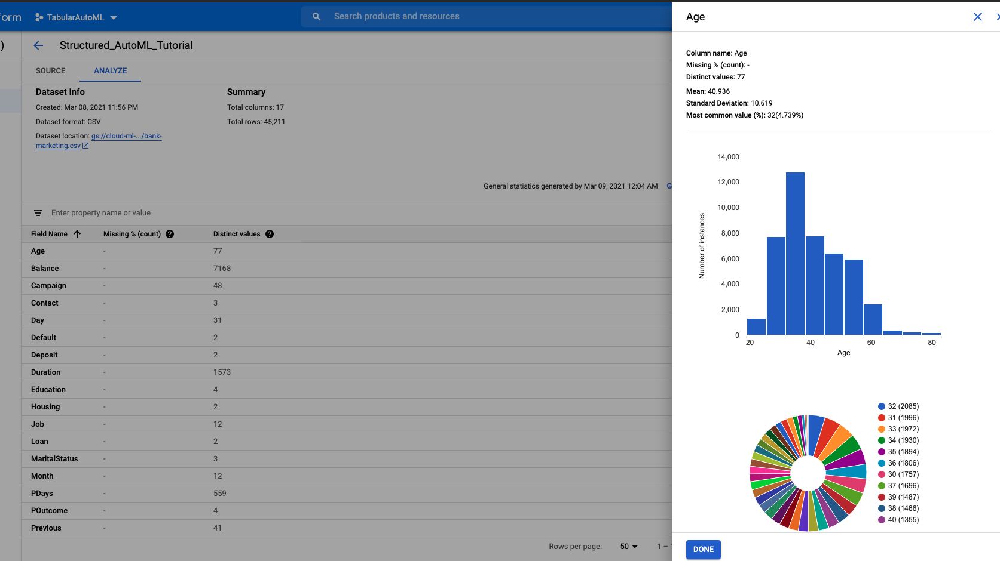 form TabularAutoML Search products and resources
) Structured_AutoML_Tutorial
SOURCE ANALYZE
Dataset Info
Created: Mar 08, 2021 11:56 PM
Dataset format: CSV
Dataset location: gs://cloud-ml-.../bank-
marketing.csv
Summary
Total columns: 17
Total rows: 45,211
General statistics generated by Mar 09, 2021 12:04 AM G
Enter property name or value
Field Name Missing % (count) ? Distinct values ?
Age - 77
Balance - 7168
Campaign - 48
Contact - 3
Day - 31
Default - 2
Deposit - 2
Duration - 1573
Education - 4
Housing - 2
Job - 12
Loan - 2
MaritalStatus - 3
Month - 12
PDays - 559
POutcome - 4
Previous - 41
Rows per page: 50 1 –
Age
Column name: Age
Missing % (count): -
Distinct values: 77
Mean: 40.936
Standard Deviation: 10.619
Most common value (%): 32(4.739%)
Number of instances
14,000
12,000
10,000
8,000
6,000
4,000
2,000
0
20 40 60 80
Age
32 (2085)
31 (1996)
33 (1972)
34 (1930)
35 (1894)
36 (1806)
30 (1757)
37 (1696)
39 (1487)
38 (1466)
40 (1355)
DONE